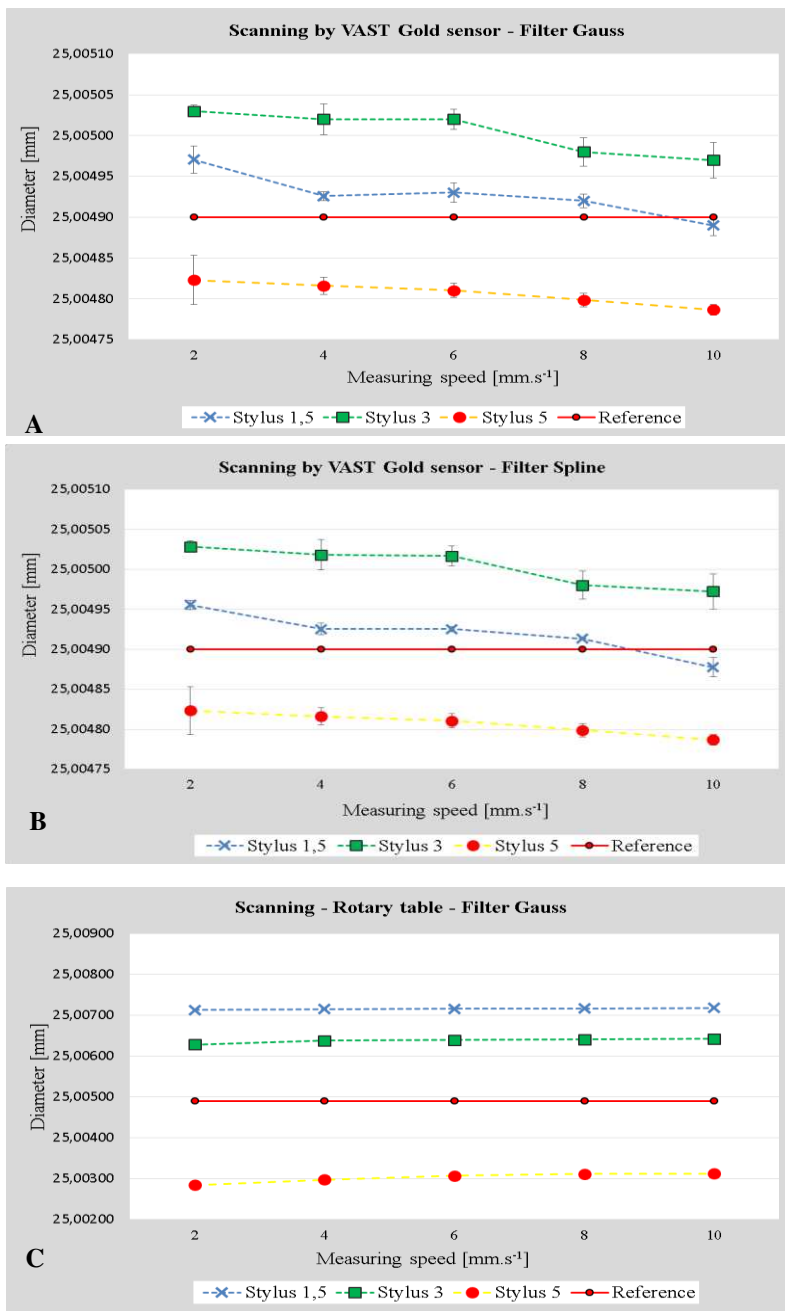 Scanning by VAST Gold sensor - Filter Gauss
25,00510
25,00505
25,00500
25,00495
25,00490
25,00485
25,00480
25,00475
Diameter [mm]
2 4 6 8 10
Measuring speed [mm.s⁻¹]
Stylus 1,5 Stylus 3 Stylus 5 Reference
A
Scanning by VAST Gold sensor - Filter Spline
25,00510
25,00505
25,00500
25,00495
25,00490
25,00485
25,00480
25,00475
Diameter [mm]
2 4 6 8 10
Measuring speed [mm.s⁻¹]
Stylus 1,5 Stylus 3 Stylus 5 Reference
B
Scanning - Rotary table - Filter Gauss
25,00900
25,00800
25,00700
25,00600
25,00500
25,00400
25,00300
25,00200
Diameter [mm]
2 4 6 8 10
Measuring speed [mm.s⁻¹]
Stylus 1,5 Stylus 3 Stylus 5 Reference
C